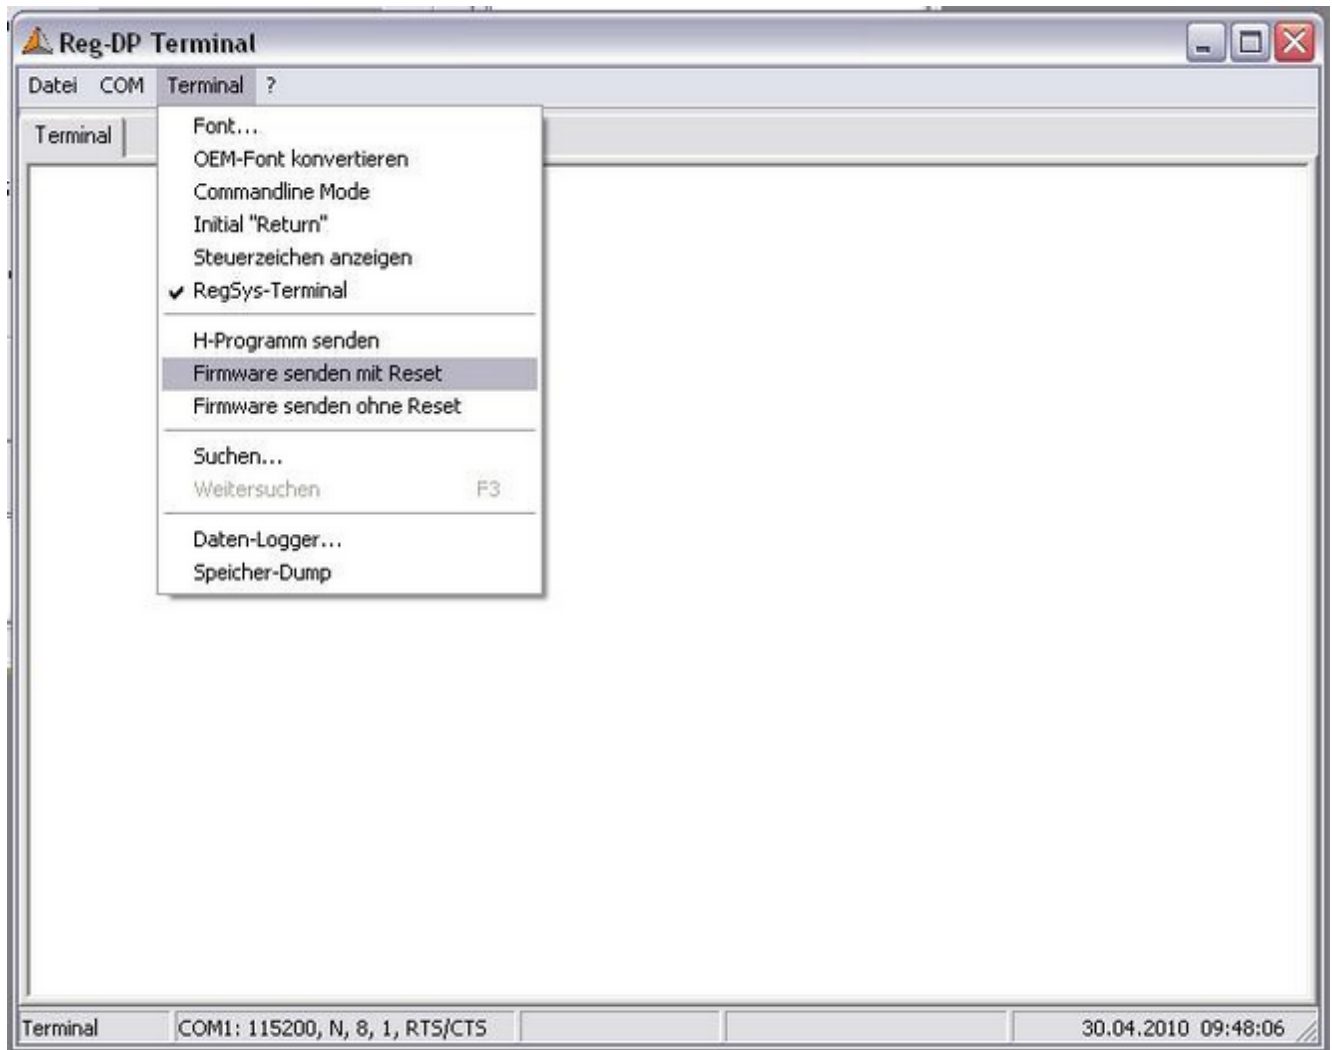 Reg-DP Terminal
Datei COM Terminal ?
Terminal
Font...
OEM-Font konvertieren
Commandline Mode
Initial "Return"
Steuerzeichen anzeigen
RegSys-Terminal
H-Programm senden
Firmware senden mit Reset
Firmware senden ohne Reset
Suchen...
Weitersuchen F3
Daten-Logger...
Speicher-Dump
Terminal COM1: 115200, N, 8, 1, RTS/CTS 30.04.2010 09:48:06